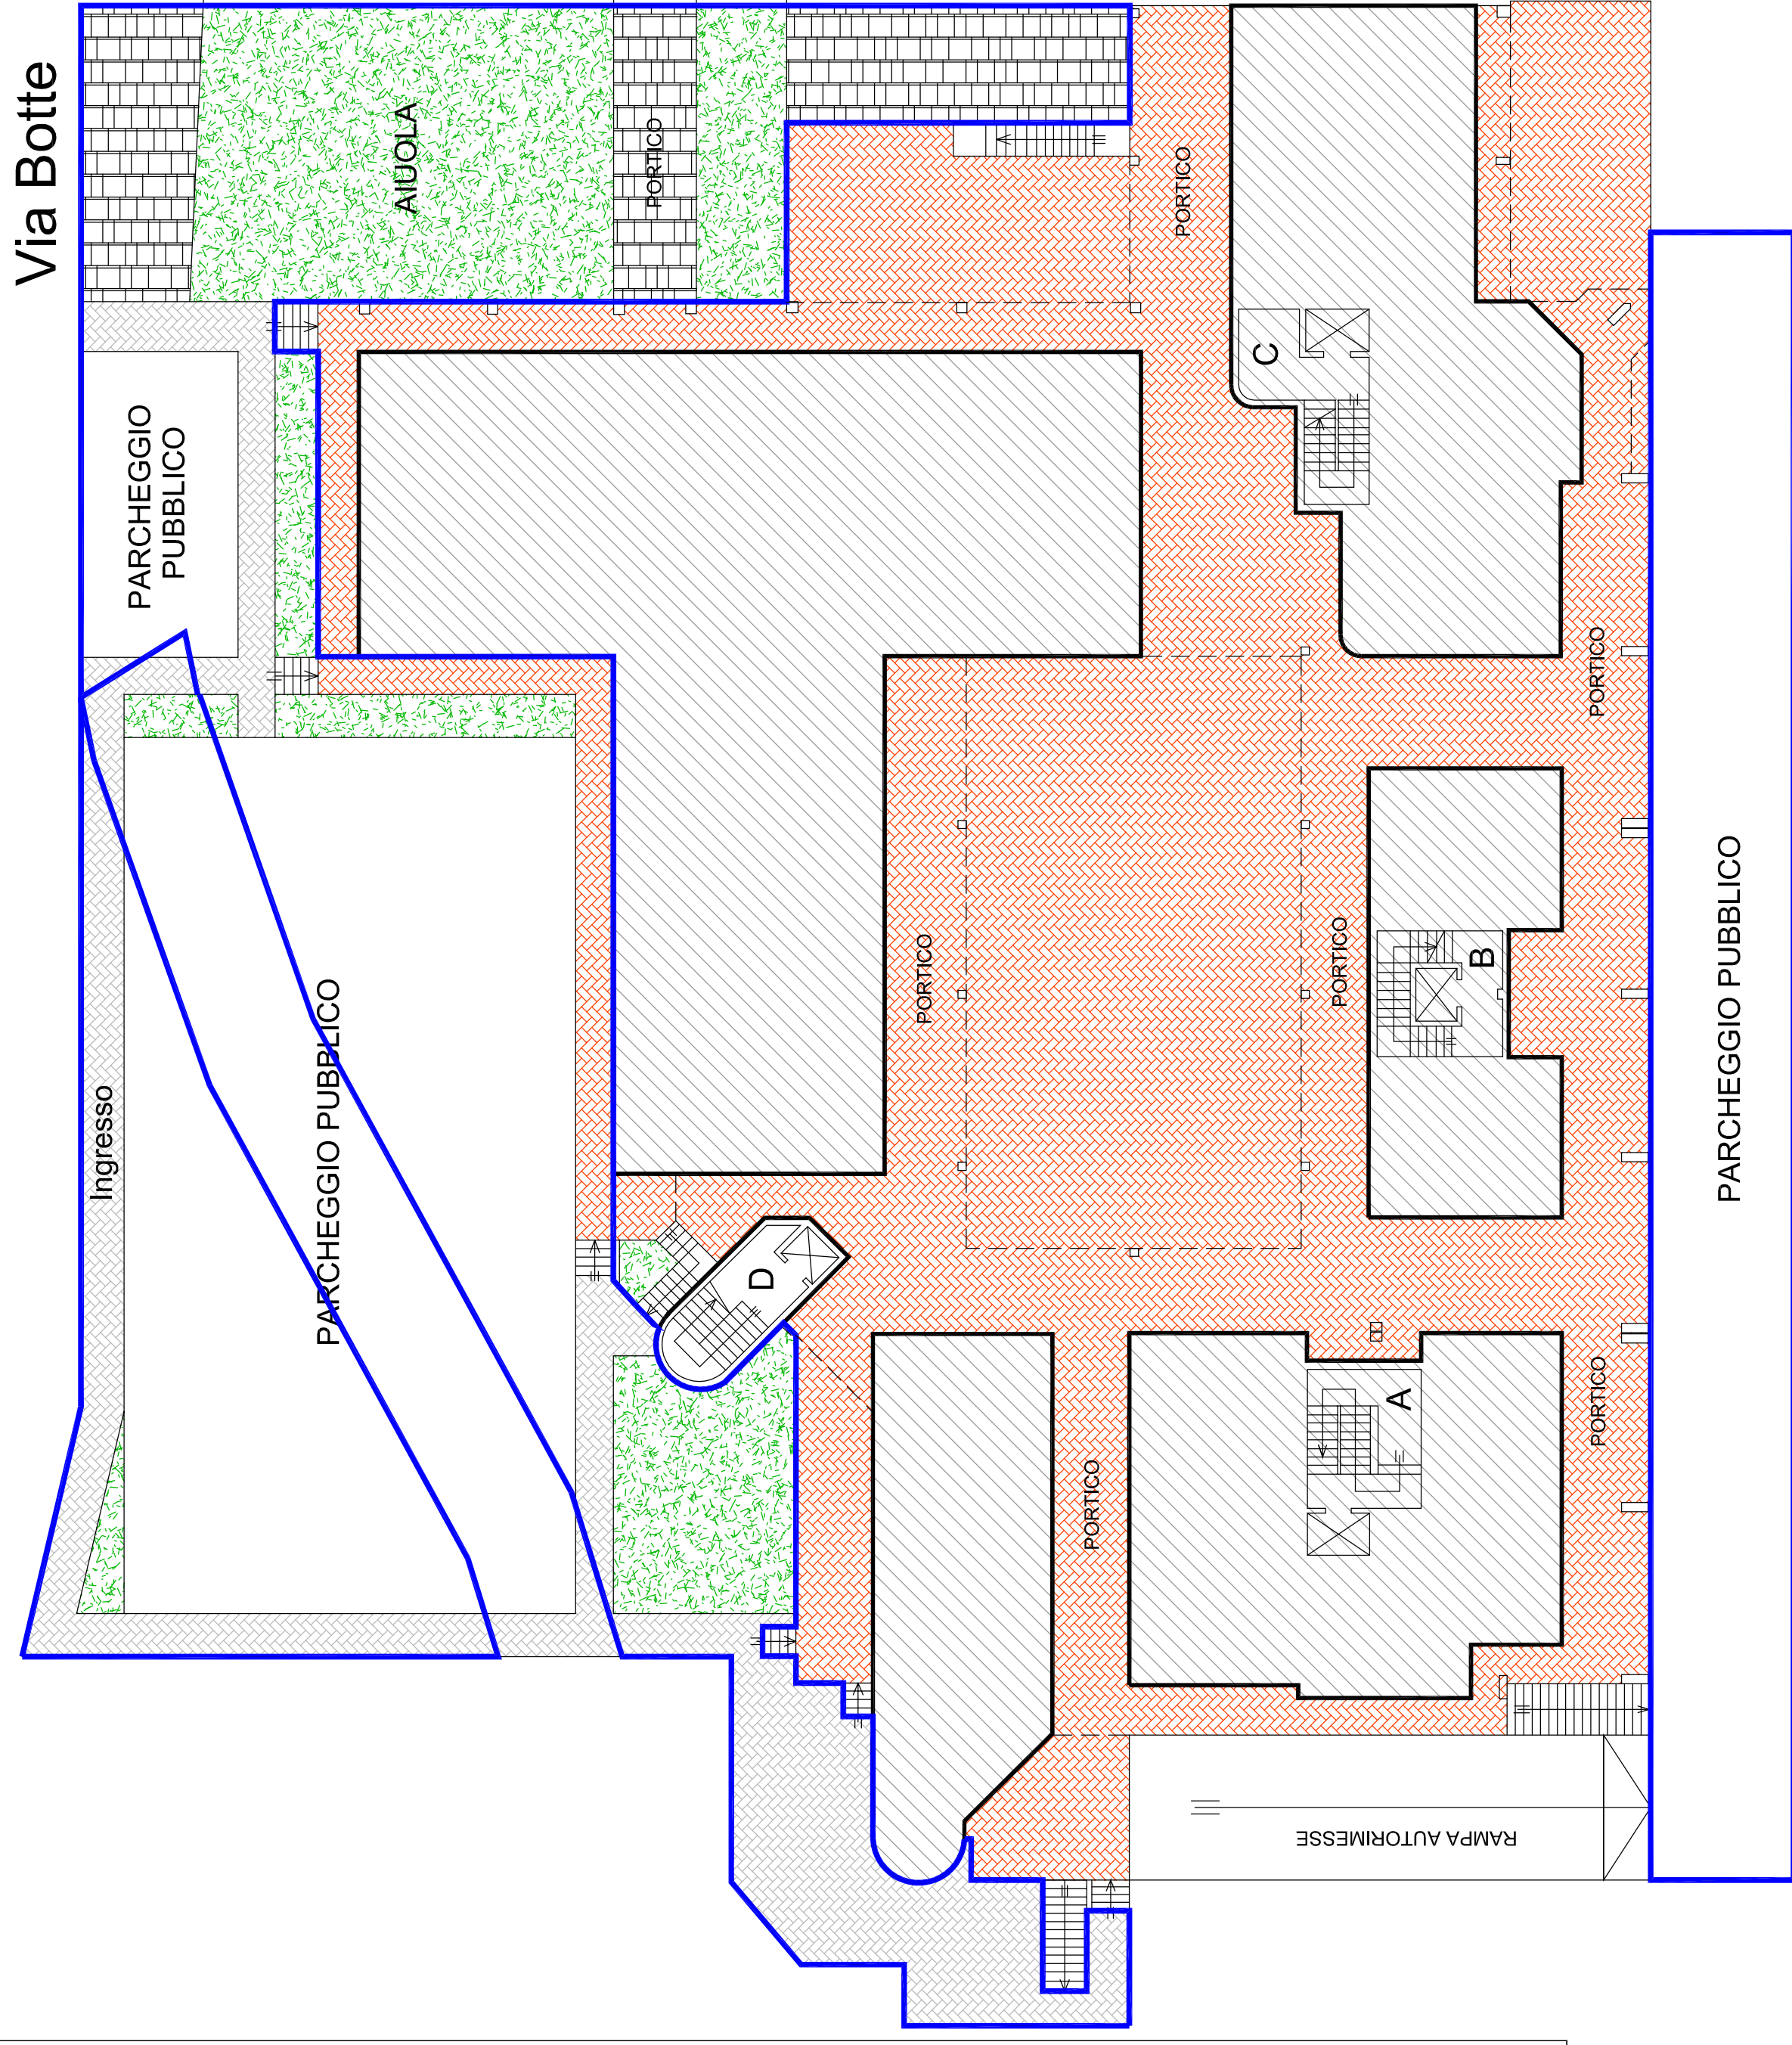 Via Botte
AIUOLA
PORTICO
PORTICO
C
PARCHEGGIO
PUBBLICO
PORTICO
PARCHEGGIO PUBBLICO
Ingresso
PORTICO
PORTICO
B
PARCHEGGIO PUBBLICO
D
A
PORTICO
PORTICO
RAMPA AUTORIMESSE